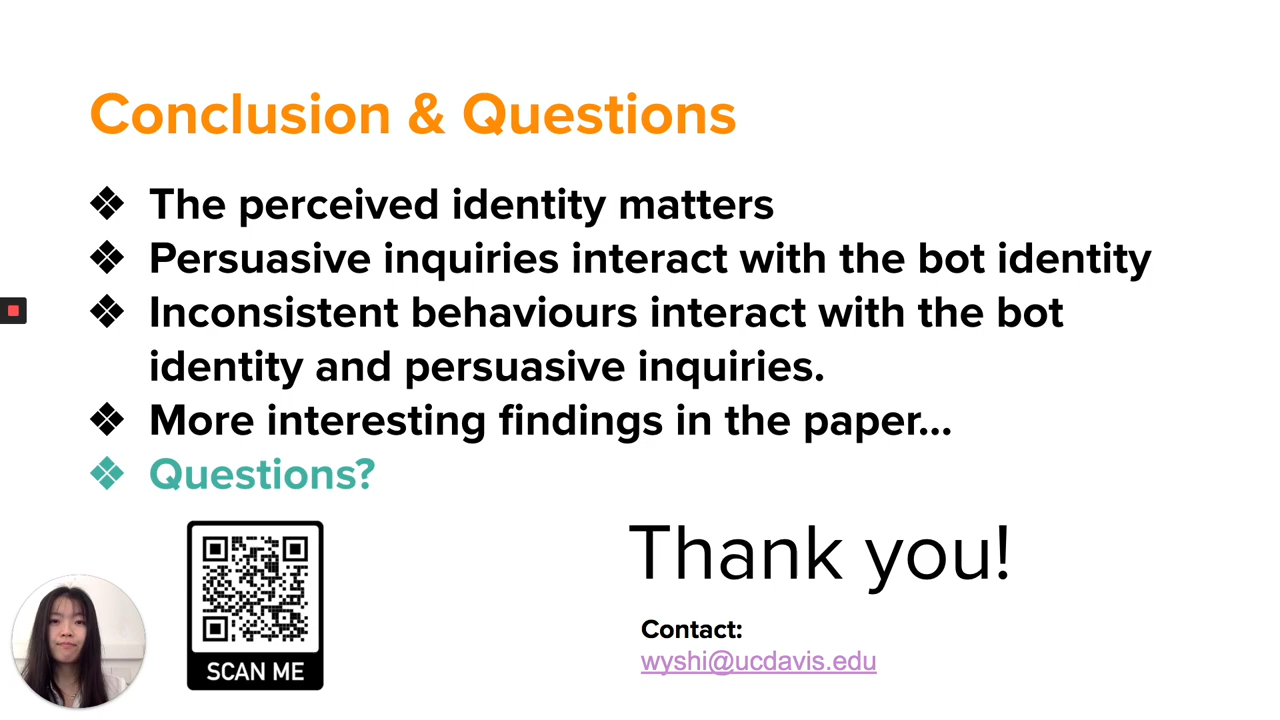 Conclusion & Questions
❖ The perceived identity matters
❖ Persuasive inquiries interact with the bot identity
❖ Inconsistent behaviours interact with the bot
identity and persuasive inquiries.
❖ More interesting findings in the paper...
❖ Questions?
Thank you!
Contact:
wyshi@ucdavis.edu
SCAN ME